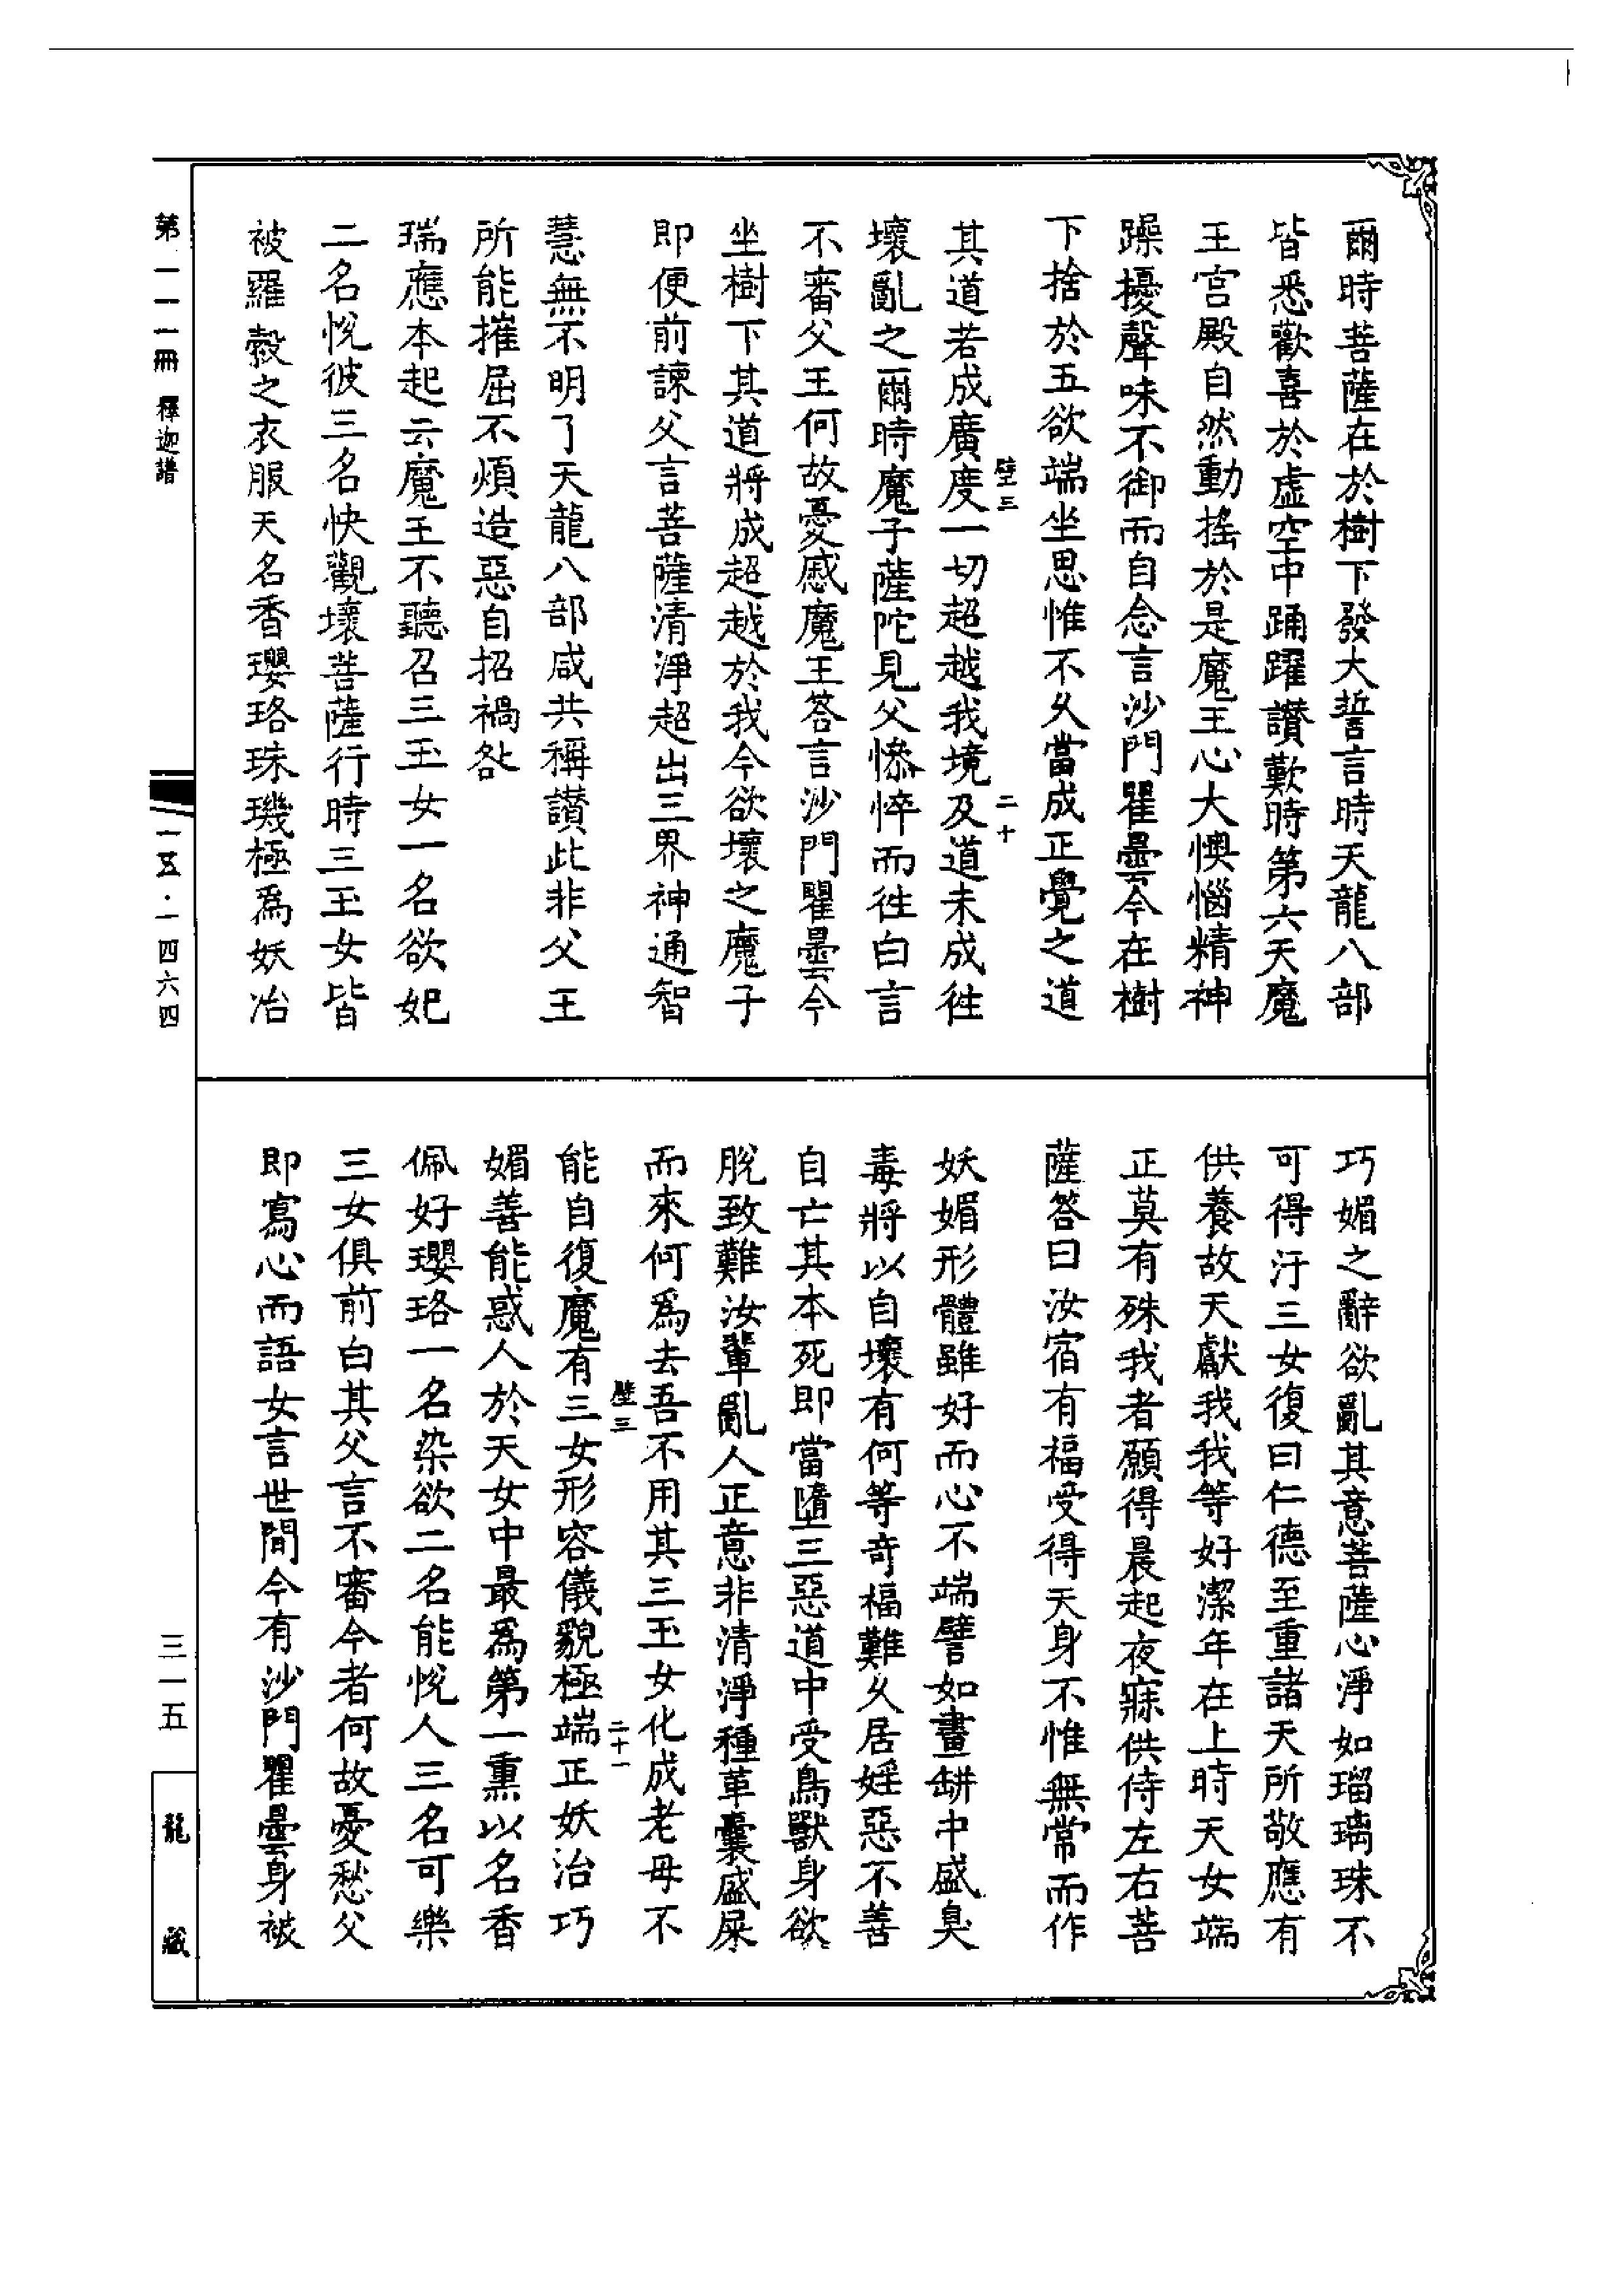 爾時菩薩在於樹下發大誓言時天龍八部
皆悉歡喜於虛空中踊躍讚歎時第六天魔
王宮殿自然動搖於是魔王心大懊惱精神
躁擾聲味不御而自念言沙門瞿曇今在樹
下捨於五欲端坐思惟不久當成正覺之道
壁三 二十
其道若成廣度一切超越我境及道未成往
壞亂之爾時魔子薩陀見父慘悴而往白言
不審父王何故憂慼魔王答言沙門瞿曇今
坐樹下其道將成超越於我今欲壞之魔子
即便前諫父言菩薩清淨超出三界神通智
慧無不明了天龍八部咸共稱讚此非父王
所能摧屈不煩造惡自招禍咎
瑞應本起云魔王不聽召三玉女一名欲妃
二名悅彼三名快觀壞菩薩行時三玉女皆
被羅縠之衣服天名香瓔珞珠璣極爲妖冶
巧媚之辭欲亂其意菩薩心淨如瑠璃珠不
可得汙三女復曰仁德至重諸天所敬應有
供養故天獻我我等好潔年在上時天女端
正莫有殊我者願得晨起夜寐供侍左右菩
薩答曰汝宿有福受得天身不惟無常而作
妖媚形體雖好而心不端譬如畫缾中盛臭
毒將以自壞有何等奇福難久居婬惡不善
自亡其本死即當墮三惡道中受鳥獸身欲
脫致難汝輩亂人正意非清淨種革囊盛屎
而來何爲去吾不用其三玉女化成老母不
壁三 二十一
能自復魔有三女形容儀貌極端正妖冶巧
媚善能惑人於天女中最爲第一熏以名香
佩好瓔珞一名染欲二名能悅人三名可樂
三女俱前白其父言不審今者何故憂愁父
即寫心而語女言世間今有沙門瞿曇身被
第一一一冊 釋迦譜
一五·一四六四
三一五
龍藏